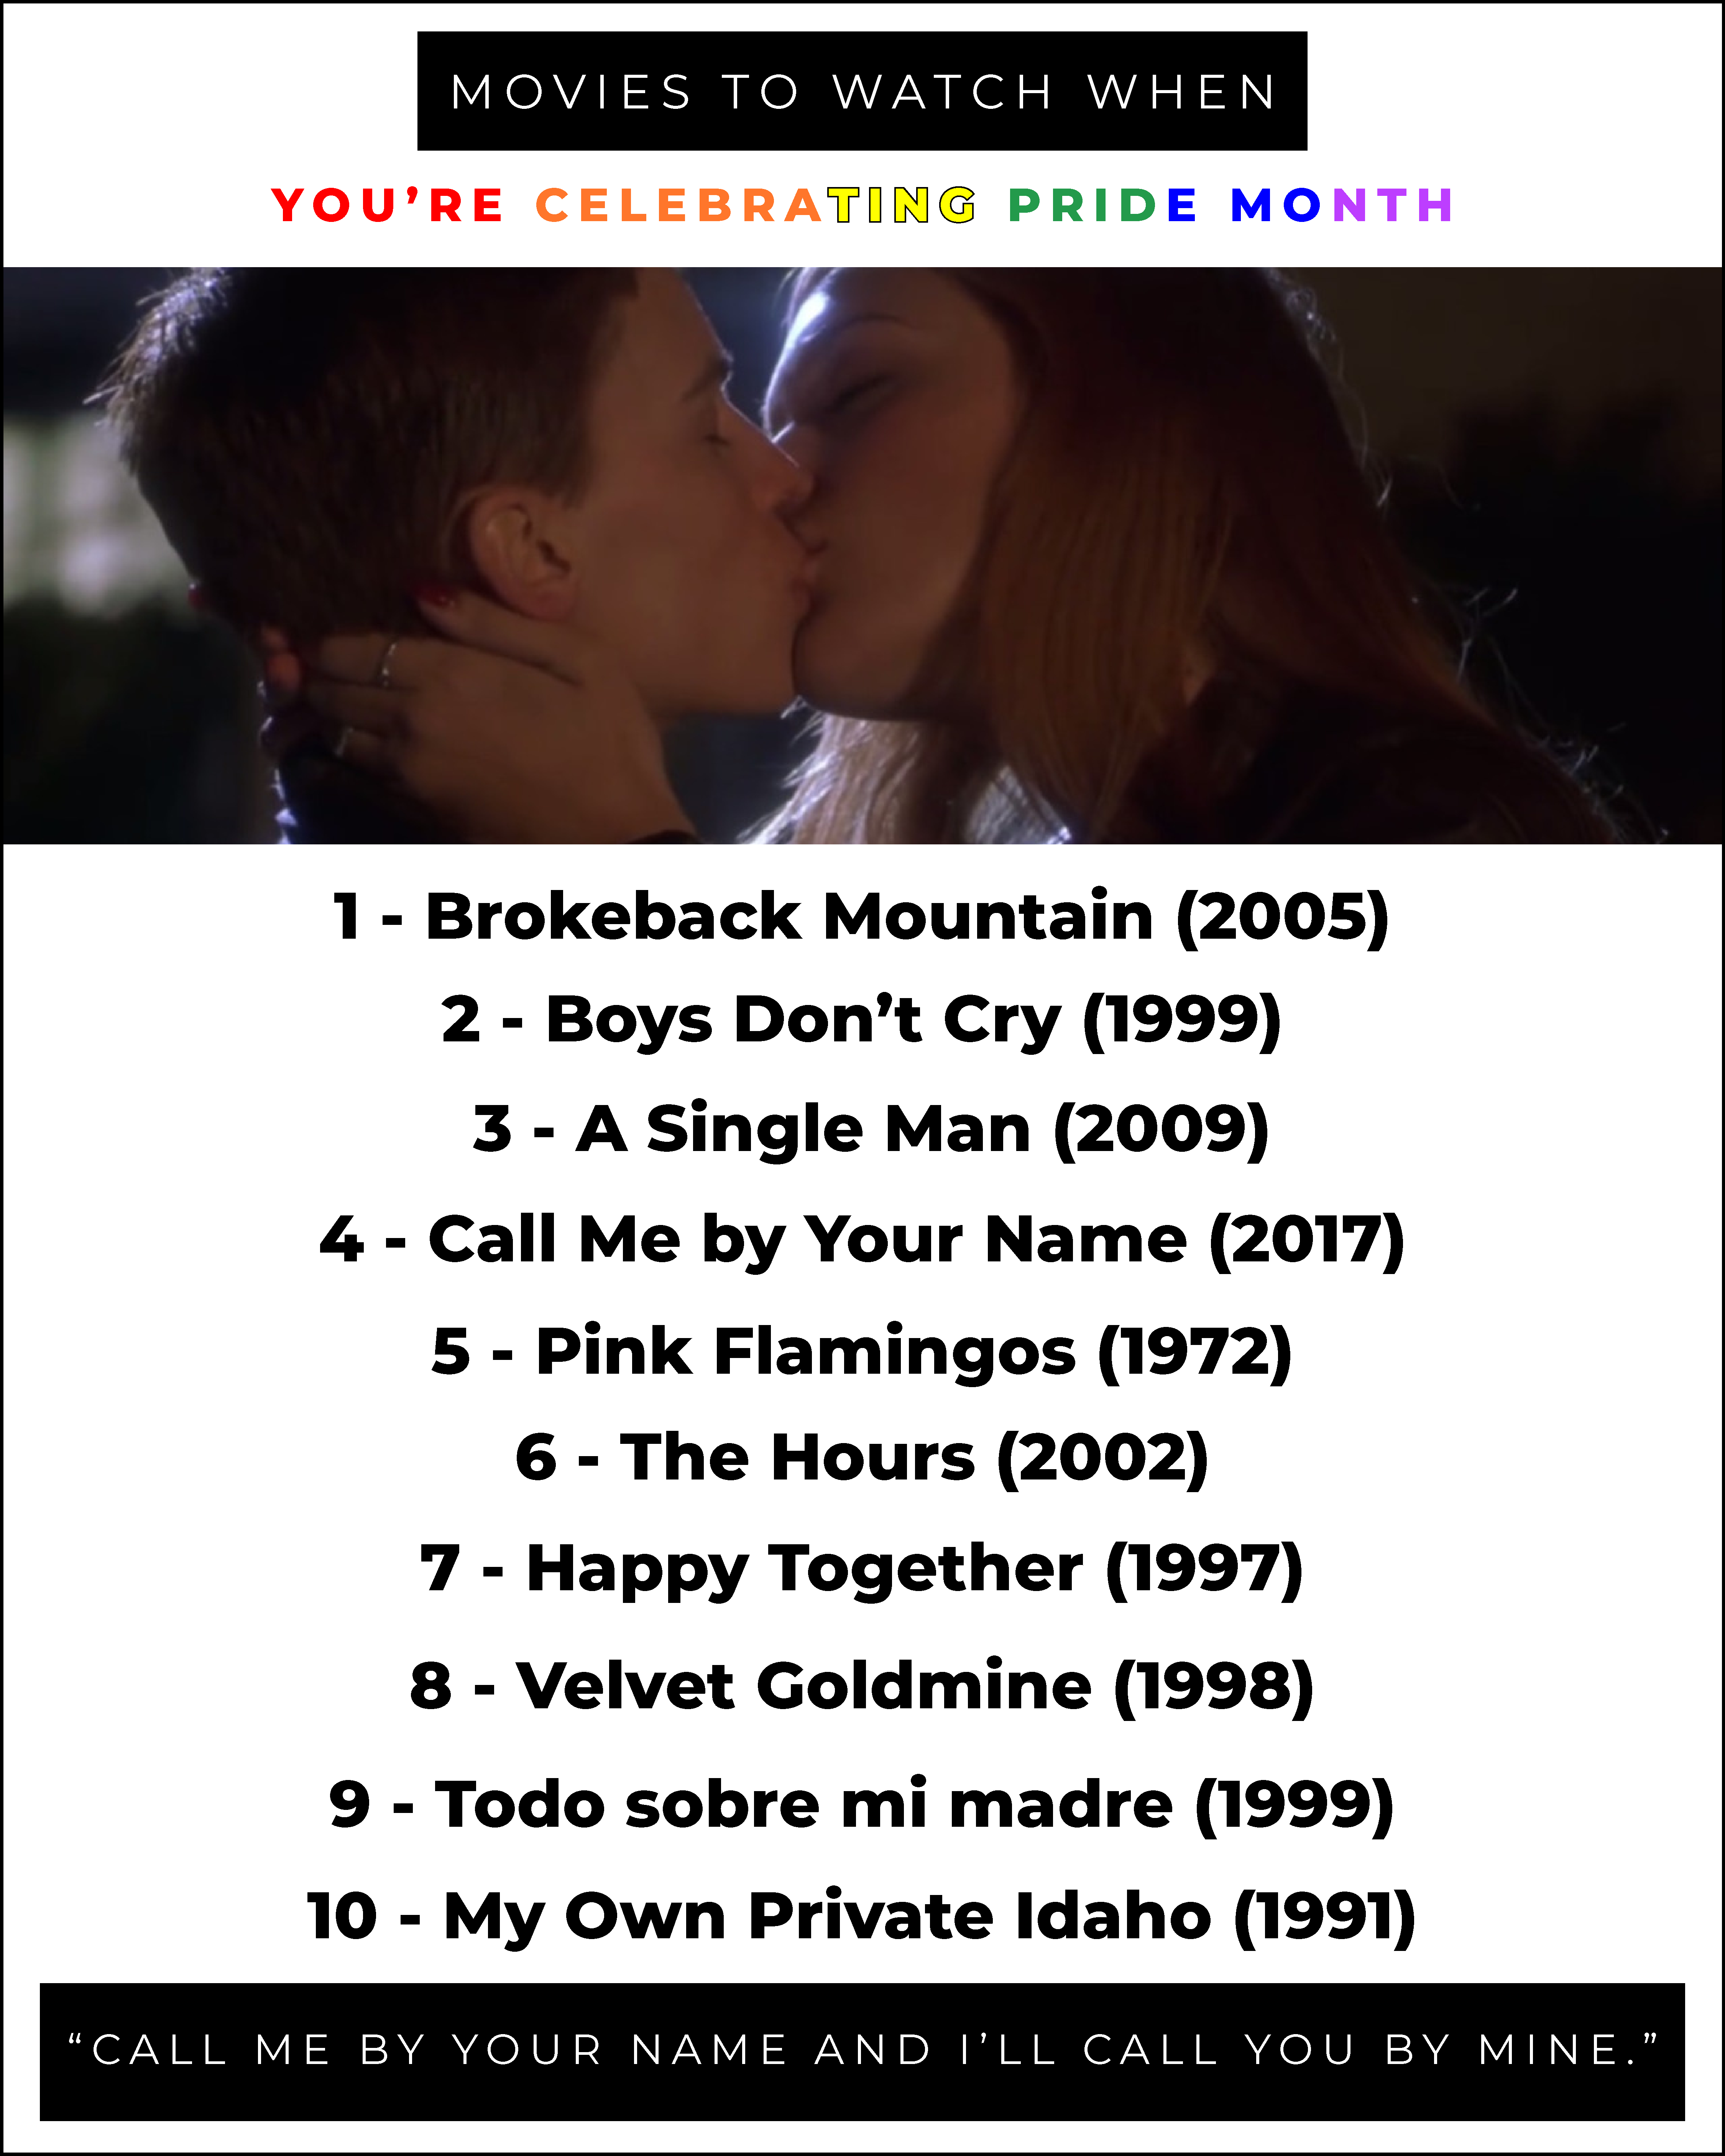 MOVIES TO WATCH WHEN
YOU’RE CELEBRATING PRIDE MONTH
1 - Brokeback Mountain (2005)
2 - Boys Don’t Cry (1999)
3 - A Single Man (2009)
4 - Call Me by Your Name (2017)
5 - Pink Flamingos (1972)
6 - The Hours (2002)
7 - Happy Together (1997)
8 - Velvet Goldmine (1998)
9 - Todo sobre mi madre (1999)
10 - My Own Private Idaho (1991)
“CALL ME BY YOUR NAME AND I’LL CALL YOU BY MINE.”